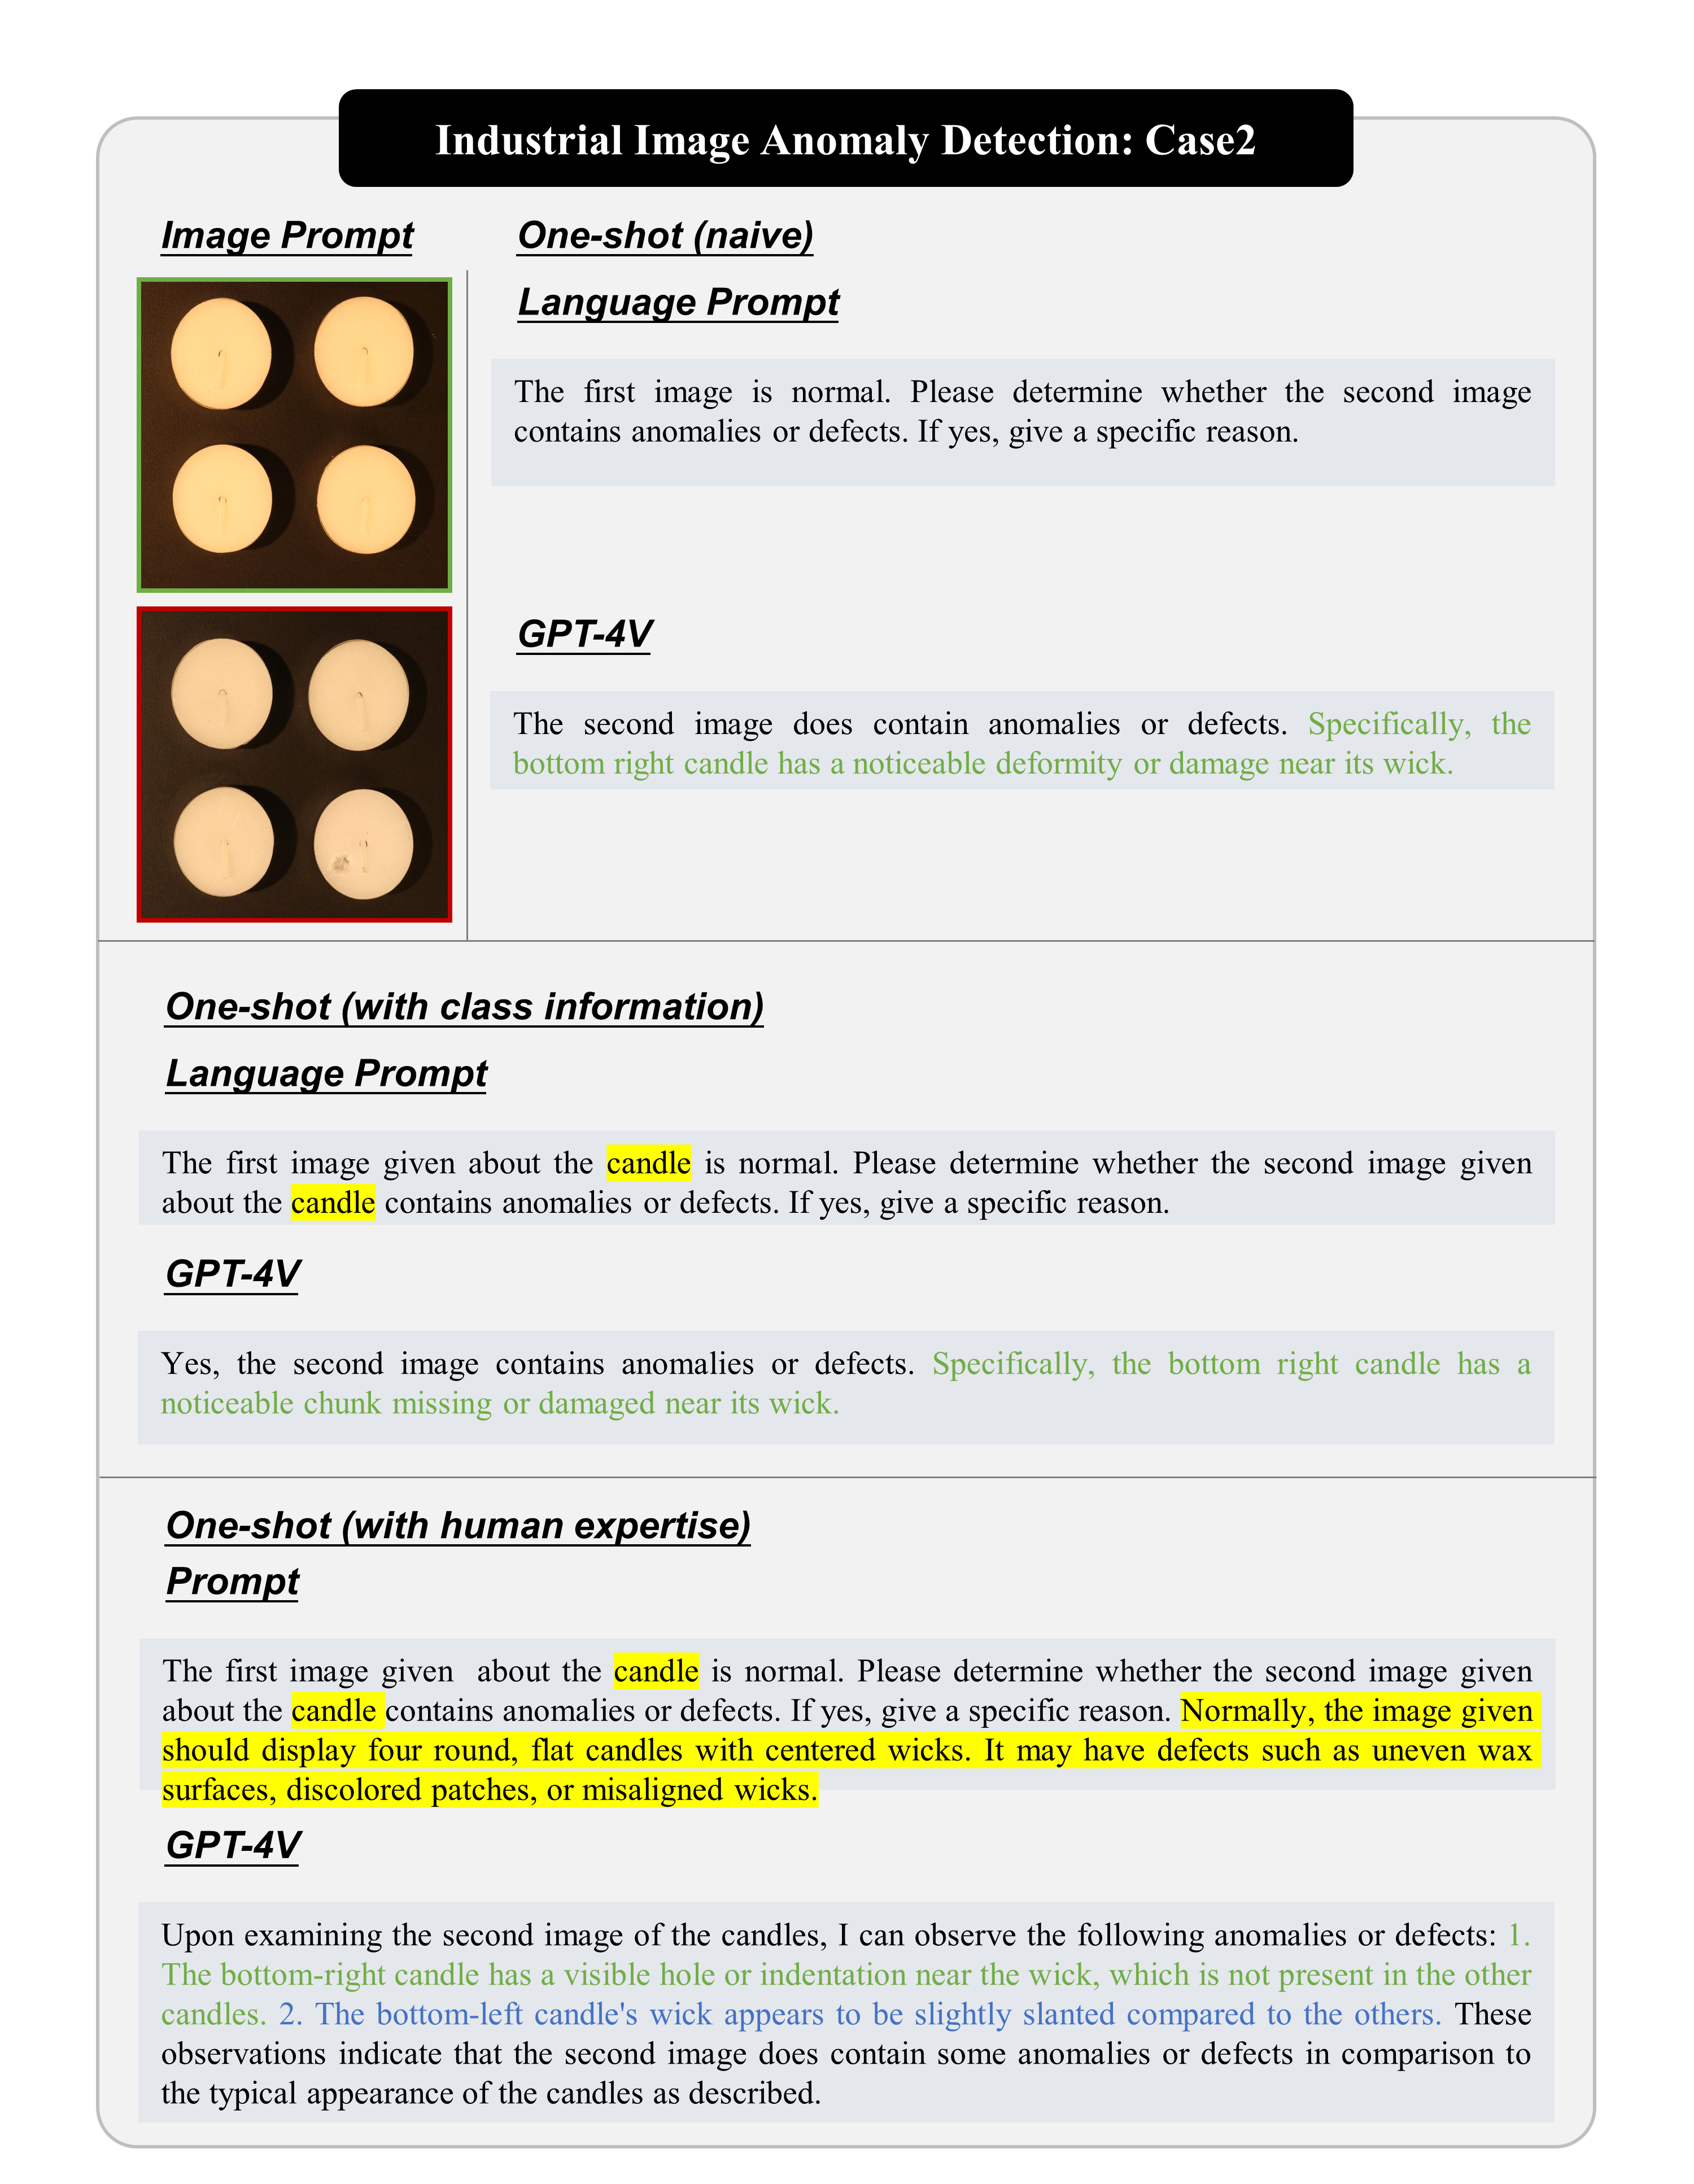 Industrial Image Anomaly Detection: Case2
Image Prompt
One-shot (naive)
Language Prompt
The first image is normal. Please determine whether the second image
contains anomalies or defects. If yes, give a specific reason.
GPT-4V
The second image does contain anomalies or defects. Specifically, the
bottom right candle has a noticeable deformity or damage near its wick.
One-shot (with class information)
Language Prompt
The first image given about the candle is normal. Please determine whether the second image given
about the candle contains anomalies or defects. If yes, give a specific reason.
GPT-4V
Yes, the second image contains anomalies or defects. Specifically, the bottom right candle has a
noticeable chunk missing or damaged near its wick.
One-shot (with human expertise)
Prompt
The first image given about the candle is normal. Please determine whether the second image given
about the candle contains anomalies or defects. If yes, give a specific reason. Normally, the image given
should display four round, flat candles with centered wicks. It may have defects such as uneven wax
surfaces, discolored patches, or misaligned wicks.
GPT-4V
Upon examining the second image of the candles, I can observe the following anomalies or defects: 1.
The bottom-right candle has a visible hole or indentation near the wick, which is not present in the other
candles. 2. The bottom-left candle's wick appears to be slightly slanted compared to the others. These
observations indicate that the second image does contain some anomalies or defects in comparison to
the typical appearance of the candles as described.